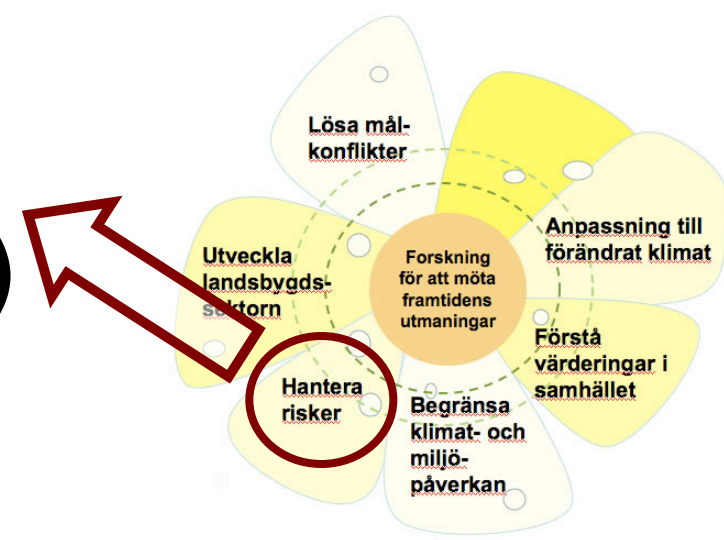 Lösa mål-
konflikter
Anpassning till
förändrat klimat
Utveckla
landsbygds-
sektorn
Forskning
för att möta
framtidens
utmaningar
Förstå
värderingar i
samhället
Hantera
risker
Begränsa
klimat- och
miljö-
påverkan